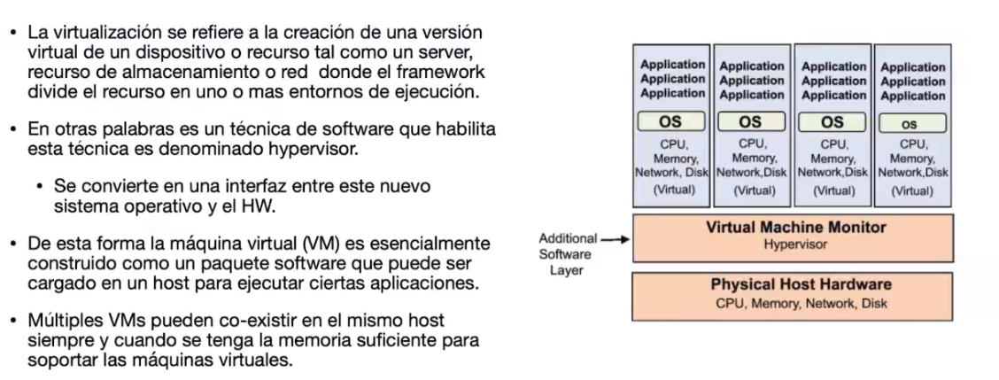 • La virtualización se refiere a la creación de una versión
virtual de un dispositivo o recurso tal como un server,
recurso de almacenamiento o red donde el framework
divide el recurso en uno o mas entornos de ejecución.
• En otras palabras es un técnica de software que habilita
esta técnica es denominado hypervisor.
• Se convierte en una interfaz entre este nuevo
sistema operativo y el HW.
• De esta forma la máquina virtual (VM) es esencialmente
construido como un paquete software que puede ser
cargado en un host para ejecutar ciertas aplicaciones.
• Múltiples VMs pueden co-existir en el mismo host
siempre y cuando se tenga la memoria suficiente para
soportar las máquinas virtuales.
Application
Application
Application
OS
CPU,
Memory,
Network, Disk
(Virtual)
Application
Application
Application
OS
CPU,
Memory,
Network,Disk
(Virtual)
Application
Application
Application
OS
CPU,
Memory,
Network,Disk
(Virtual)
Application
Application
Application
OS
CPU,
Memory,
Network,Disk
(Virtual)
Additional
Software
Layer
Virtual Machine Monitor
Hypervisor
Physical Host Hardware
CPU, Memory, Network, Disk